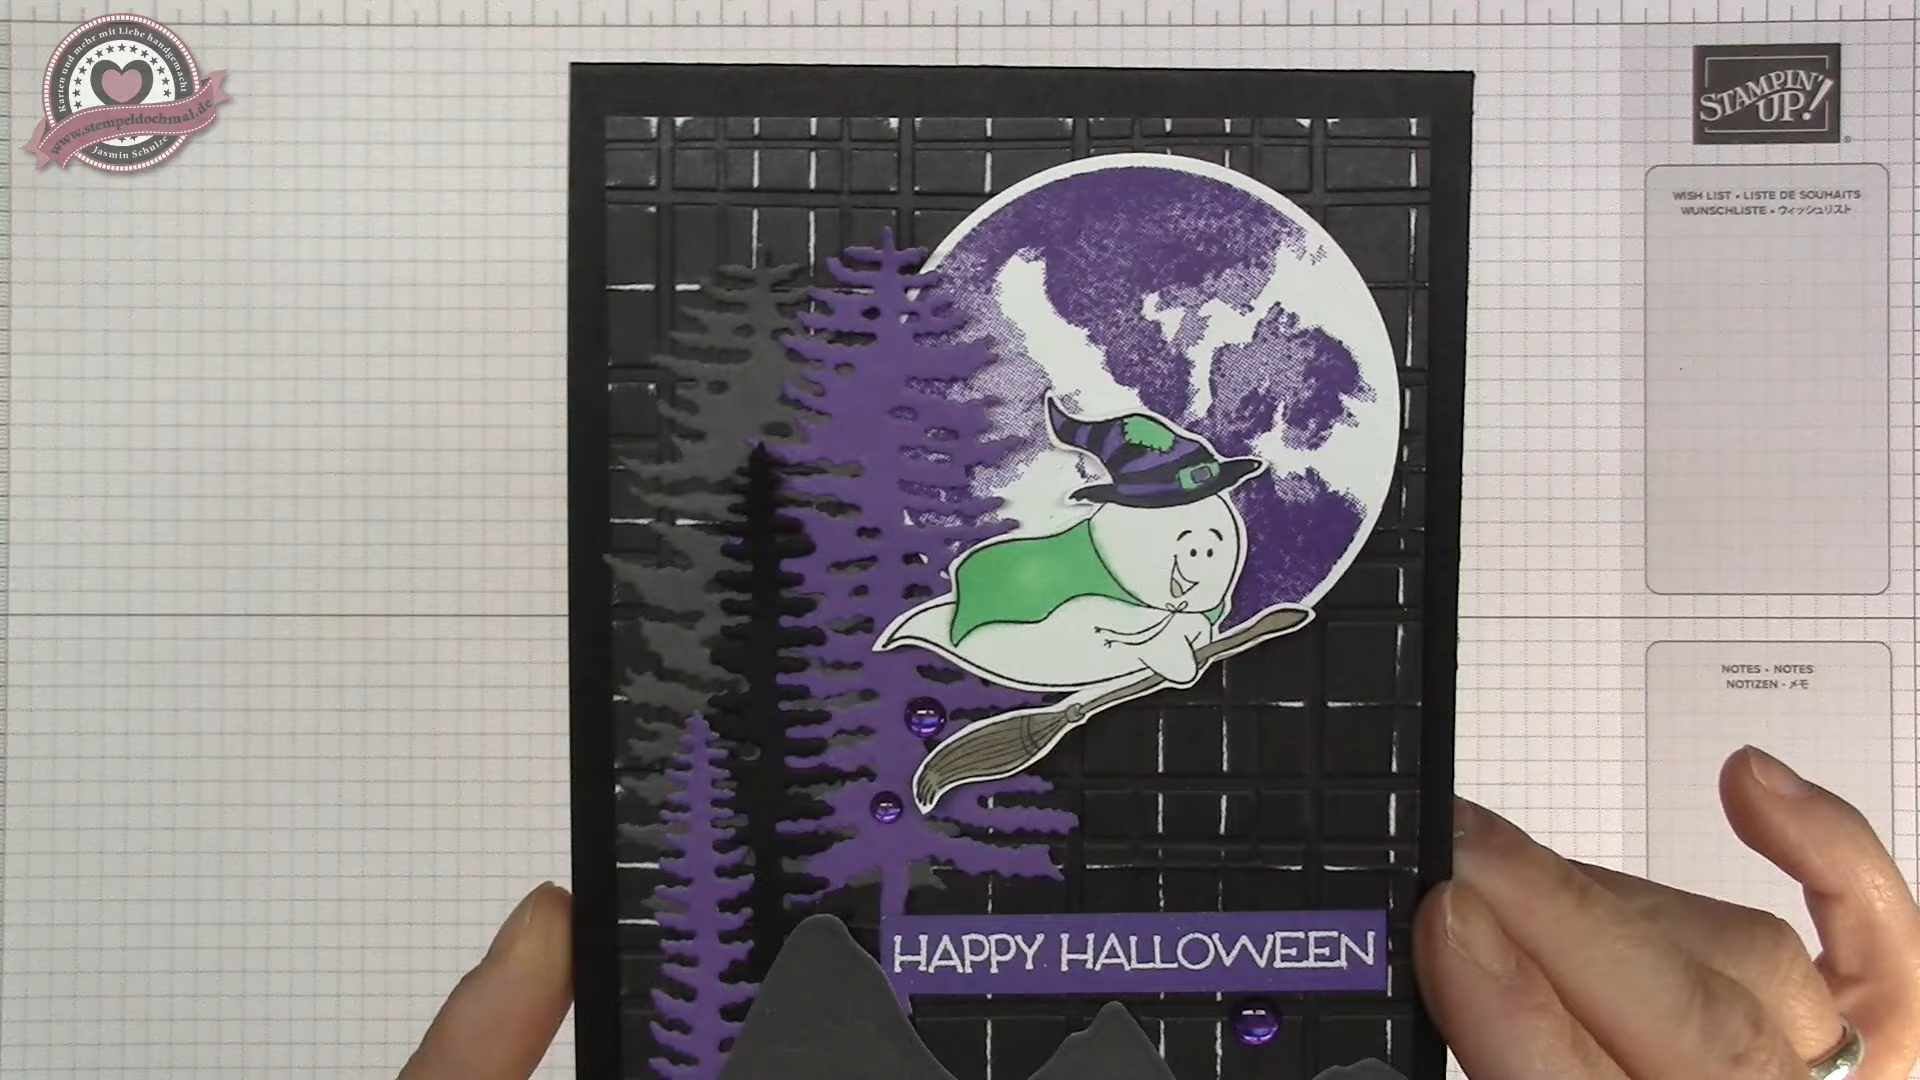 Karten und mehr mit Liebe handgemacht
www.stempeldochmal.de
Jasmin Schulze
STAMPIN' UP!®
WISH LIST • LISTE DE SOUHAITS
WUNSCHLISTE • ウィッシュリスト
NOTES • NOTES
NOTIZEN • メモ
HAPPY HALLOWEEN